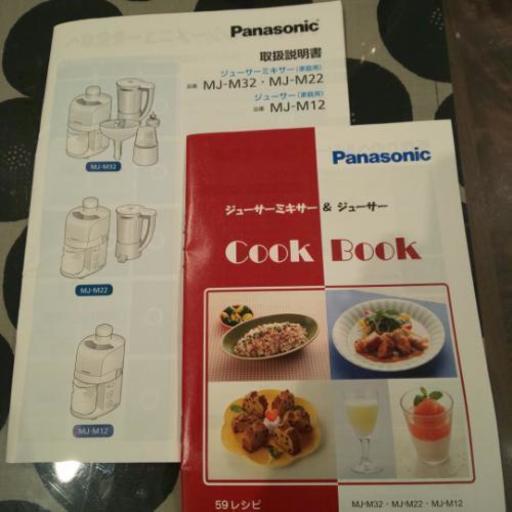 Panasonic
取扱説明書
ジューサーミキサー(家庭用)
品番 MJ-M32・MJ-M22
ジューサー(家庭用)
品番 MJ-M12
MJ-M32
MJ-M22
MJ-M12
Panasonic
ジューサーミキサー & ジューサー
Cook Book
59レシピ
MJ-M32・MJ-M22・MJ-M12